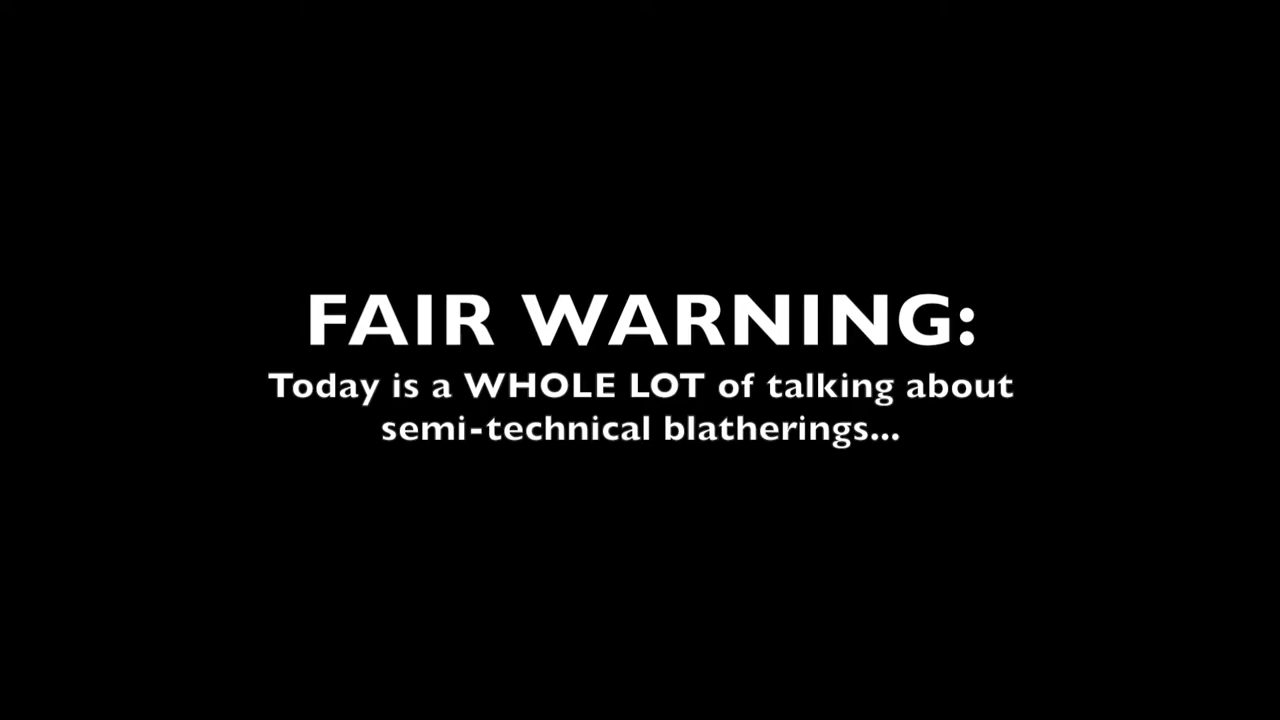 FAIR WARNING:
Today is a WHOLE LOT of talking about
semi-technical blatherings...